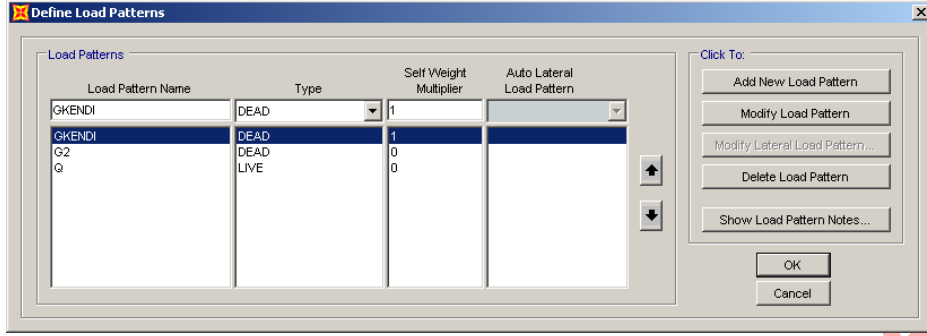 Define Load Patterns
Load Patterns
Click To:
Load Pattern Name Type Self Weight Multiplier Auto Lateral Load Pattern
GKENDI DEAD 1
GKENDI DEAD 1
G2 DEAD 0
Q LIVE 0
Add New Load Pattern
Modify Load Pattern
Modify Lateral Load Pattern...
Delete Load Pattern
Show Load Pattern Notes...
OK
Cancel